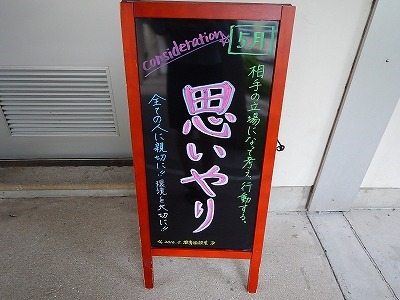 consideration
5月
相手の立場になって考え行動する。
思いやり
全ての人に親切に!!環境を大切に!!